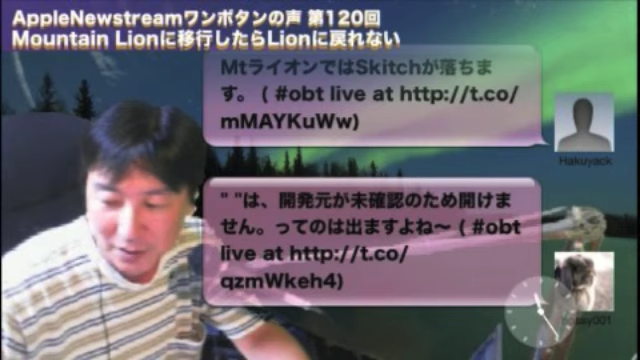 AppleNewstreamワンボタンの声 第120回
Mountain Lionに移行したらLionに戻れない
MtライオンではSkitchが落ちま
す。 ( #obt live at http://t.co/
mMAYKuWw)
Hakuyack
" "は、開発元が未確認のため開けま
せん。ってのは出ますよね〜 ( #obt
live at http://t.co/
qzmWkeh4)